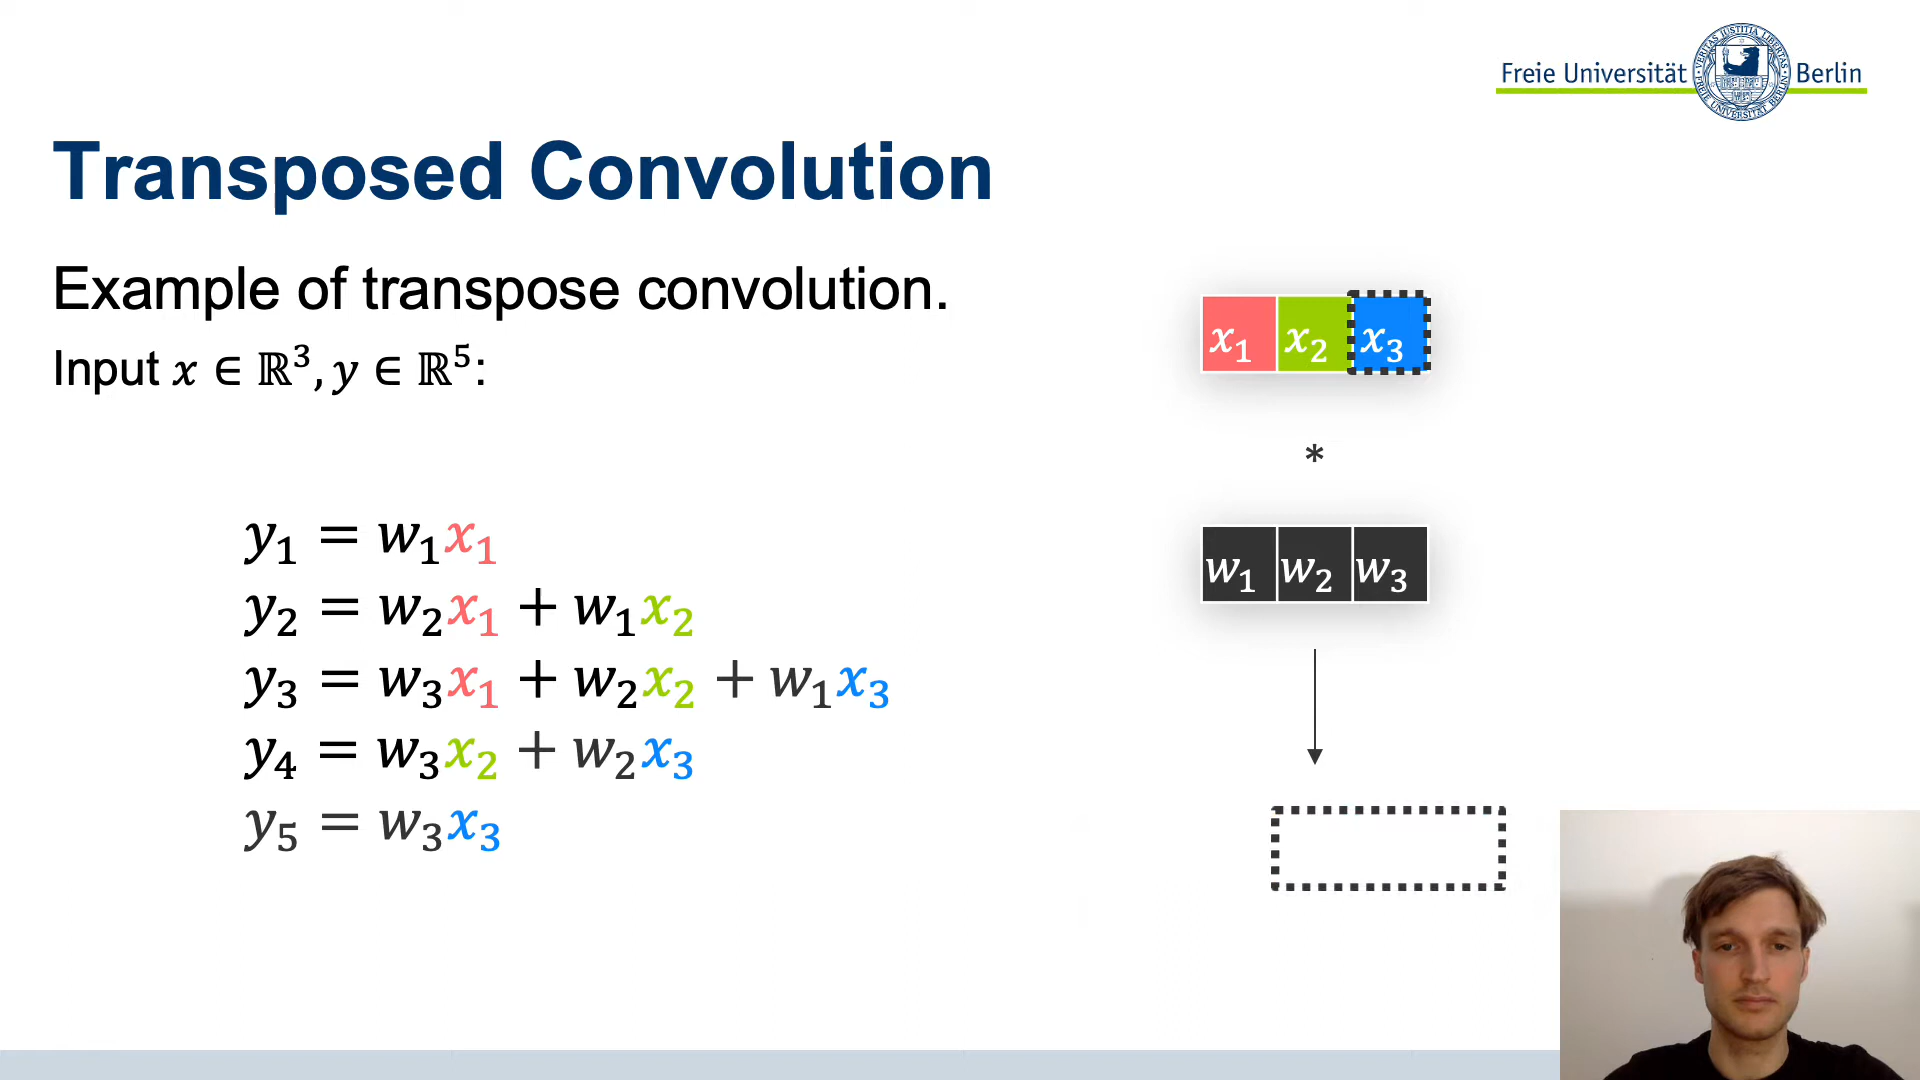 Freie Universität Berlin
Transposed Convolution
Example of transpose convolution.
Input x ∈ ℝ³, y ∈ ℝ⁵:
y₁ = w₁x₁
y₂ = w₂x₁ + w₁x₂
y₃ = w₃x₁ + w₂x₂ + w₁x₃
y₄ = w₃x₂ + w₂x₃
y₅ = w₃x₃
x₁ x₂ x₃
*
w₁ w₂ w₃